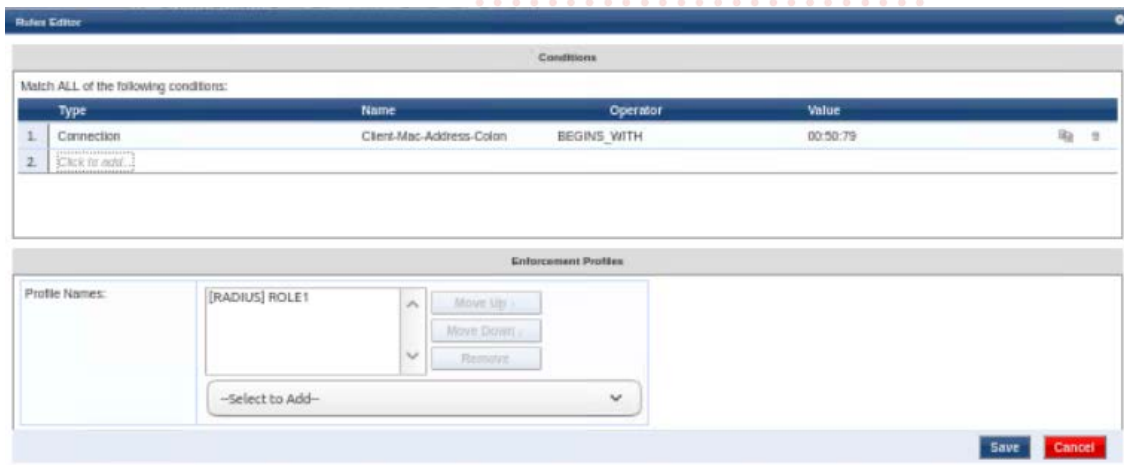 Rules Editor
Conditions
Match ALL of the following conditions:
Type Name Operator Value
1. Connection Client-Mac-Address-Colon BEGINS_WITH 00:50:79
2. Click to add...
Enforcement Profiles
Profile Names: [RADIUS] ROLE1
Move Up ↑
Move Down ↓
Remove
--Select to Add--
Save Cancel